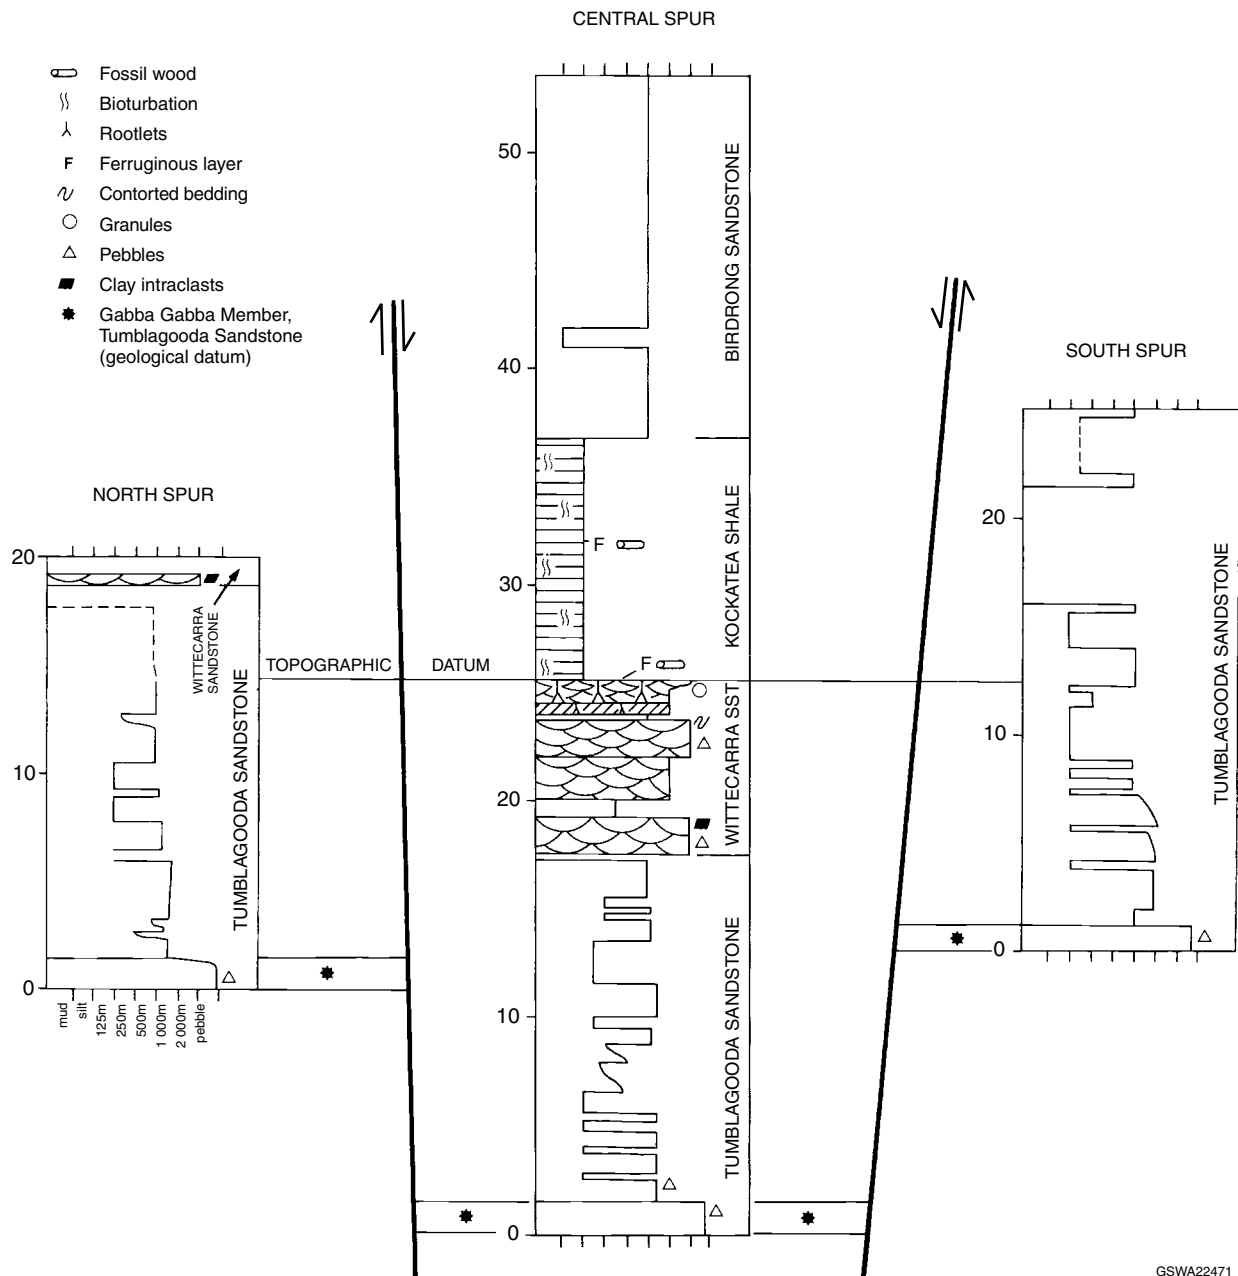 CENTRAL SPUR
Fossil wood
Bioturbation
Rootlets
F Ferruginous layer
Contorted bedding
Granules
Pebbles
Clay intraclasts
Gabba Gabba Member,
Tumblagooda Sandstone
(geological datum)
NORTH SPUR
20
10
0
WITTECARRA
SANDSTONE
TUMBLAGOODA SANDSTONE
mud
silt
125m
250m
500m
1 000m
2 000m
pebble
TOPOGRAPHIC DATUM
50
40
30
20
10
0
BIRDRONG SANDSTONE
KOCKATEA SHALE
F
F
WITTECARRA SST
TUMBLAGOODA SANDSTONE
SOUTH SPUR
20
10
0
TUMBLAGOODA SANDSTONE
GSWA22471